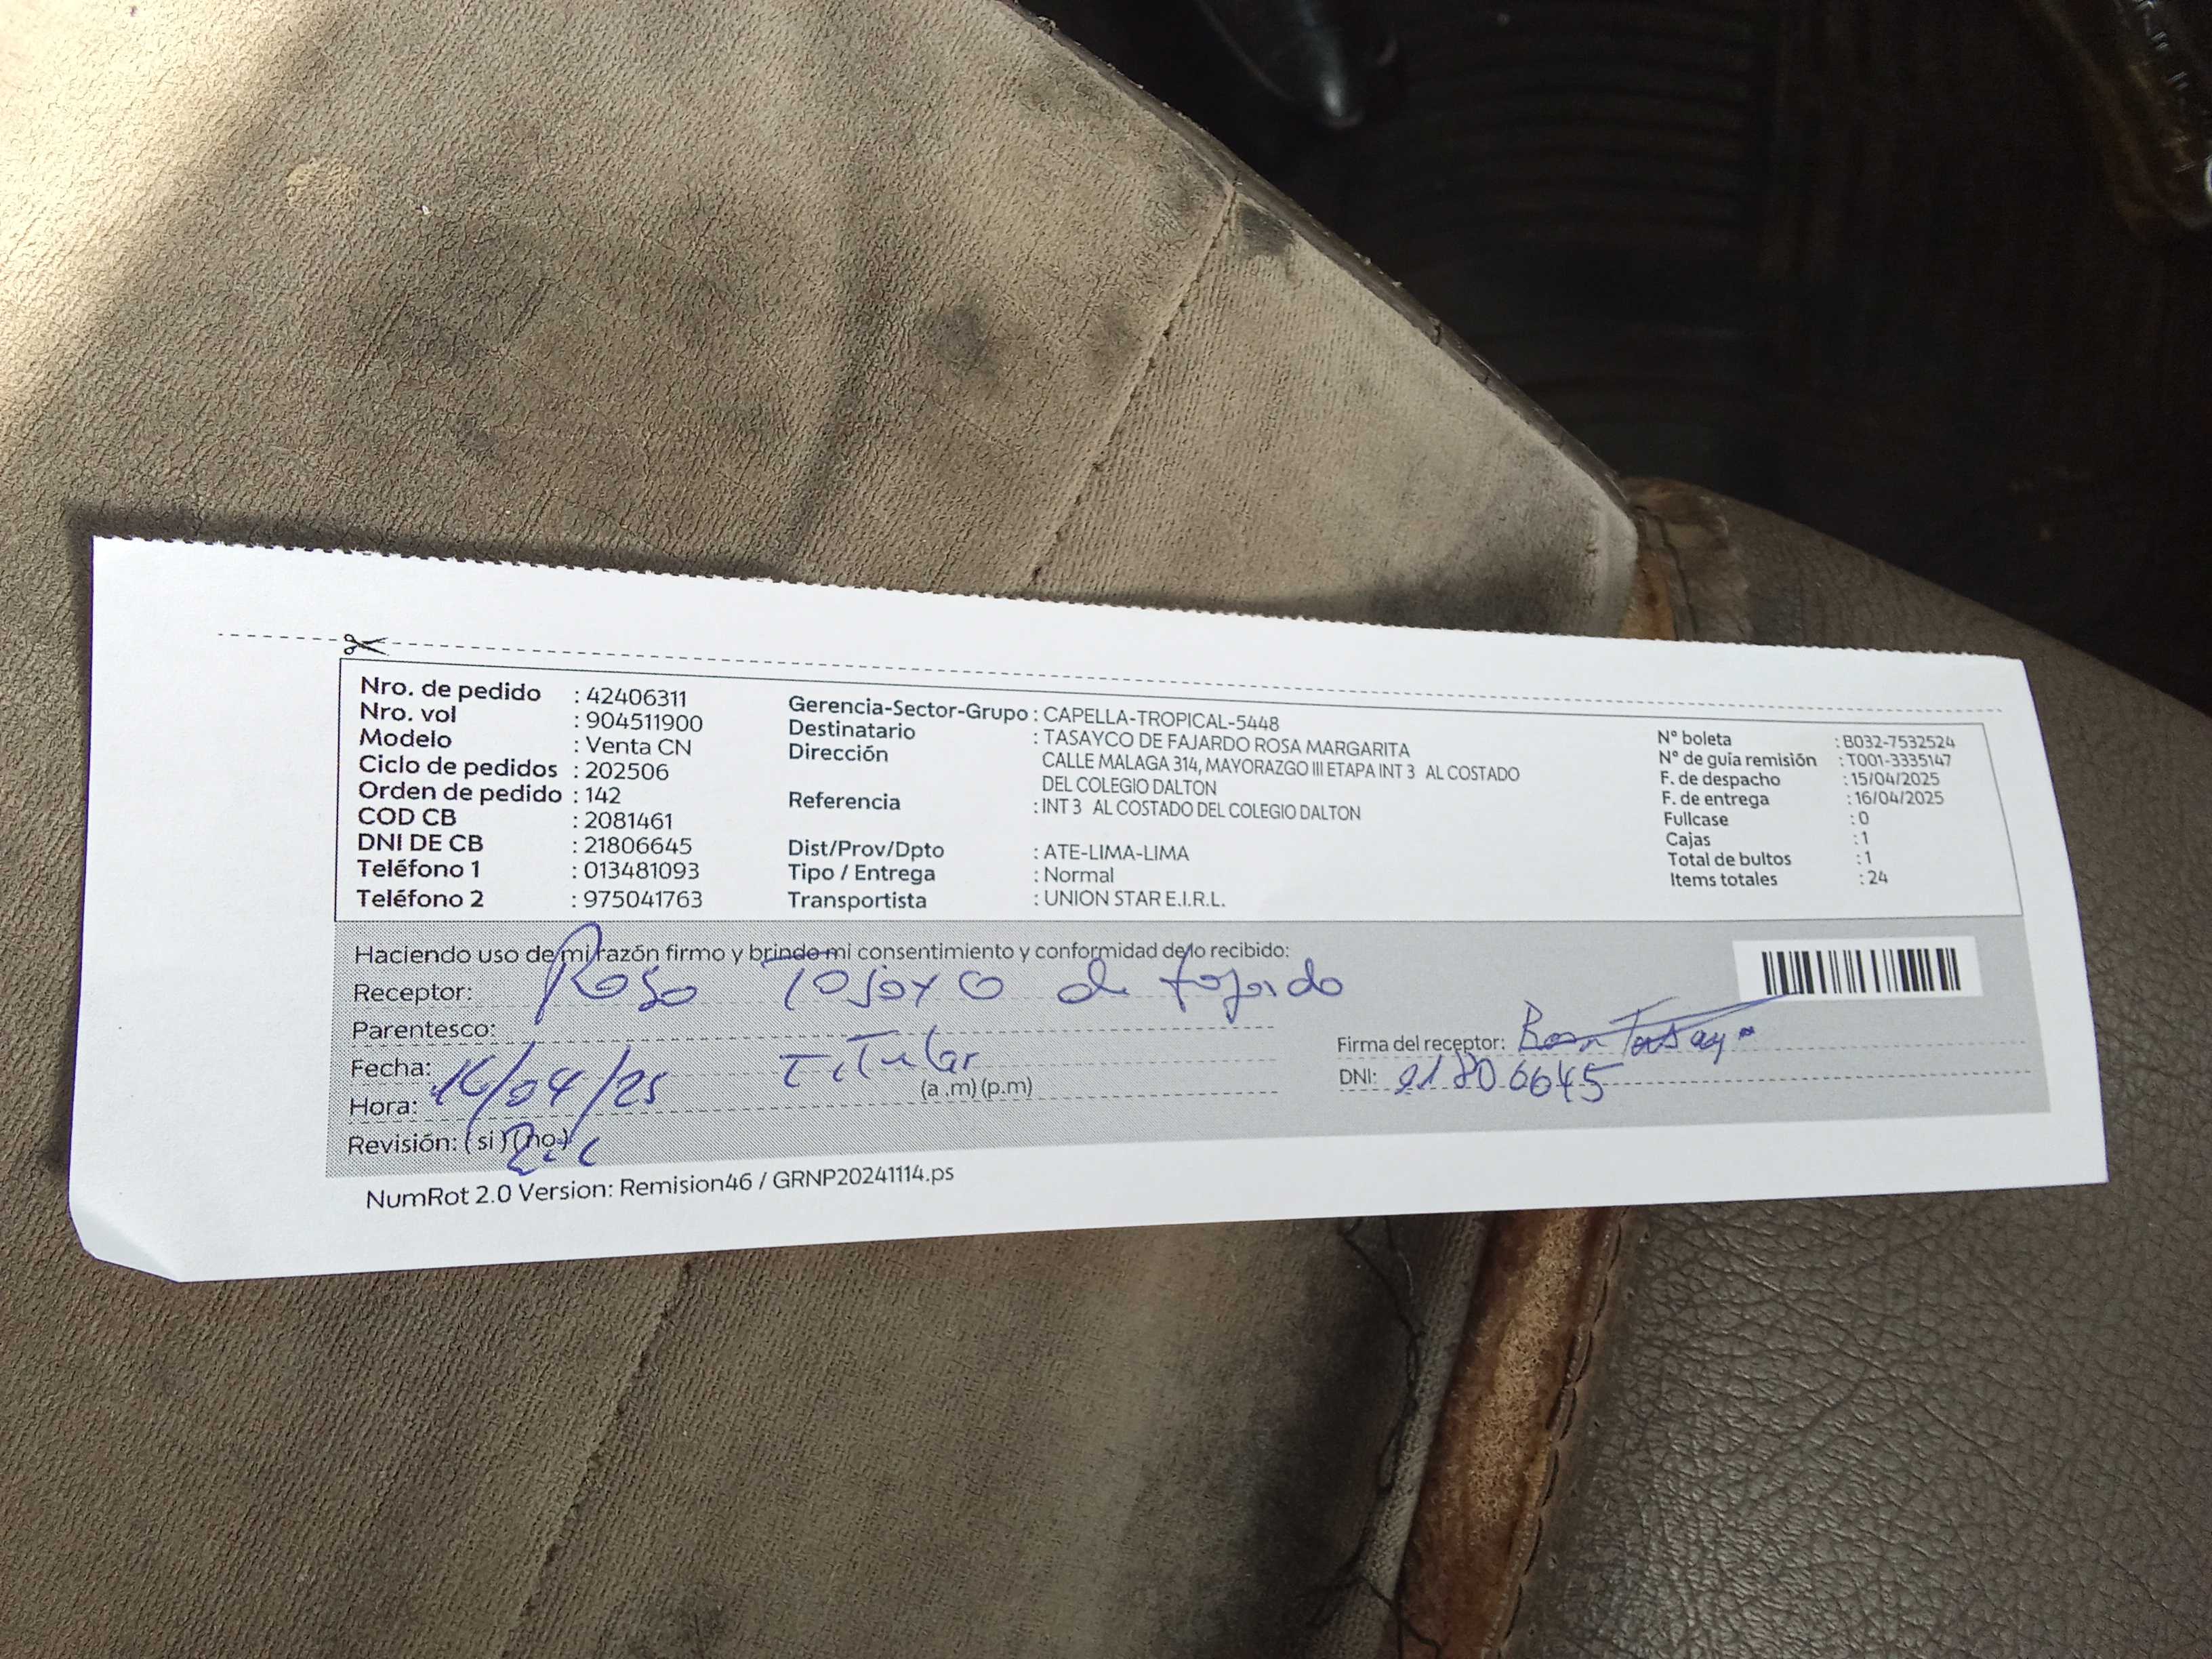 Nro. de pedido : 42406311
Nro. vol : 904511900
Modelo : Venta CN
Ciclo de pedidos : 202506
Orden de pedido : 142
COD CB : 2081461
DNI DE CB : 21806645
Teléfono 1 : 013481093
Teléfono 2 : 975041763
Gerencia-Sector-Grupo : CAPELLA-TROPICAL-5448
Destinatario : TASAYCO DE FAJARDO ROSA MARGARITA
Dirección CALLE MALAGA 314, MAYORAZGO III ETAPA INT 3 AL COSTADO
DEL COLEGIO DALTON
Referencia : INT 3 AL COSTADO DEL COLEGIO DALTON
Dist/Prov/Dpto : ATE-LIMA-LIMA
Tipo / Entrega : Normal
Transportista : UNION STAR E.I.R.L.
N° boleta : B032-7532524
N° de guía remisión : T001-3335147
F. de despacho : 15/04/2025
F. de entrega : 16/04/2025
Fullcase : 0
Cajas : 1
Total de bultos : 1
Items totales : 24
Haciendo uso de mi razón firmo y brindo mi consentimiento y conformidad de lo recibido:
Receptor: Rosa Tasayco de Fajardo
Parentesco: Titular
Fecha: 16/04/25
Hora: (a .m) (p.m)
Revisión: ( si ) ( no )
Firma del receptor:
DNI: 21806645
NumRot 2.0 Version: Remision46 / GRNP20241114.ps